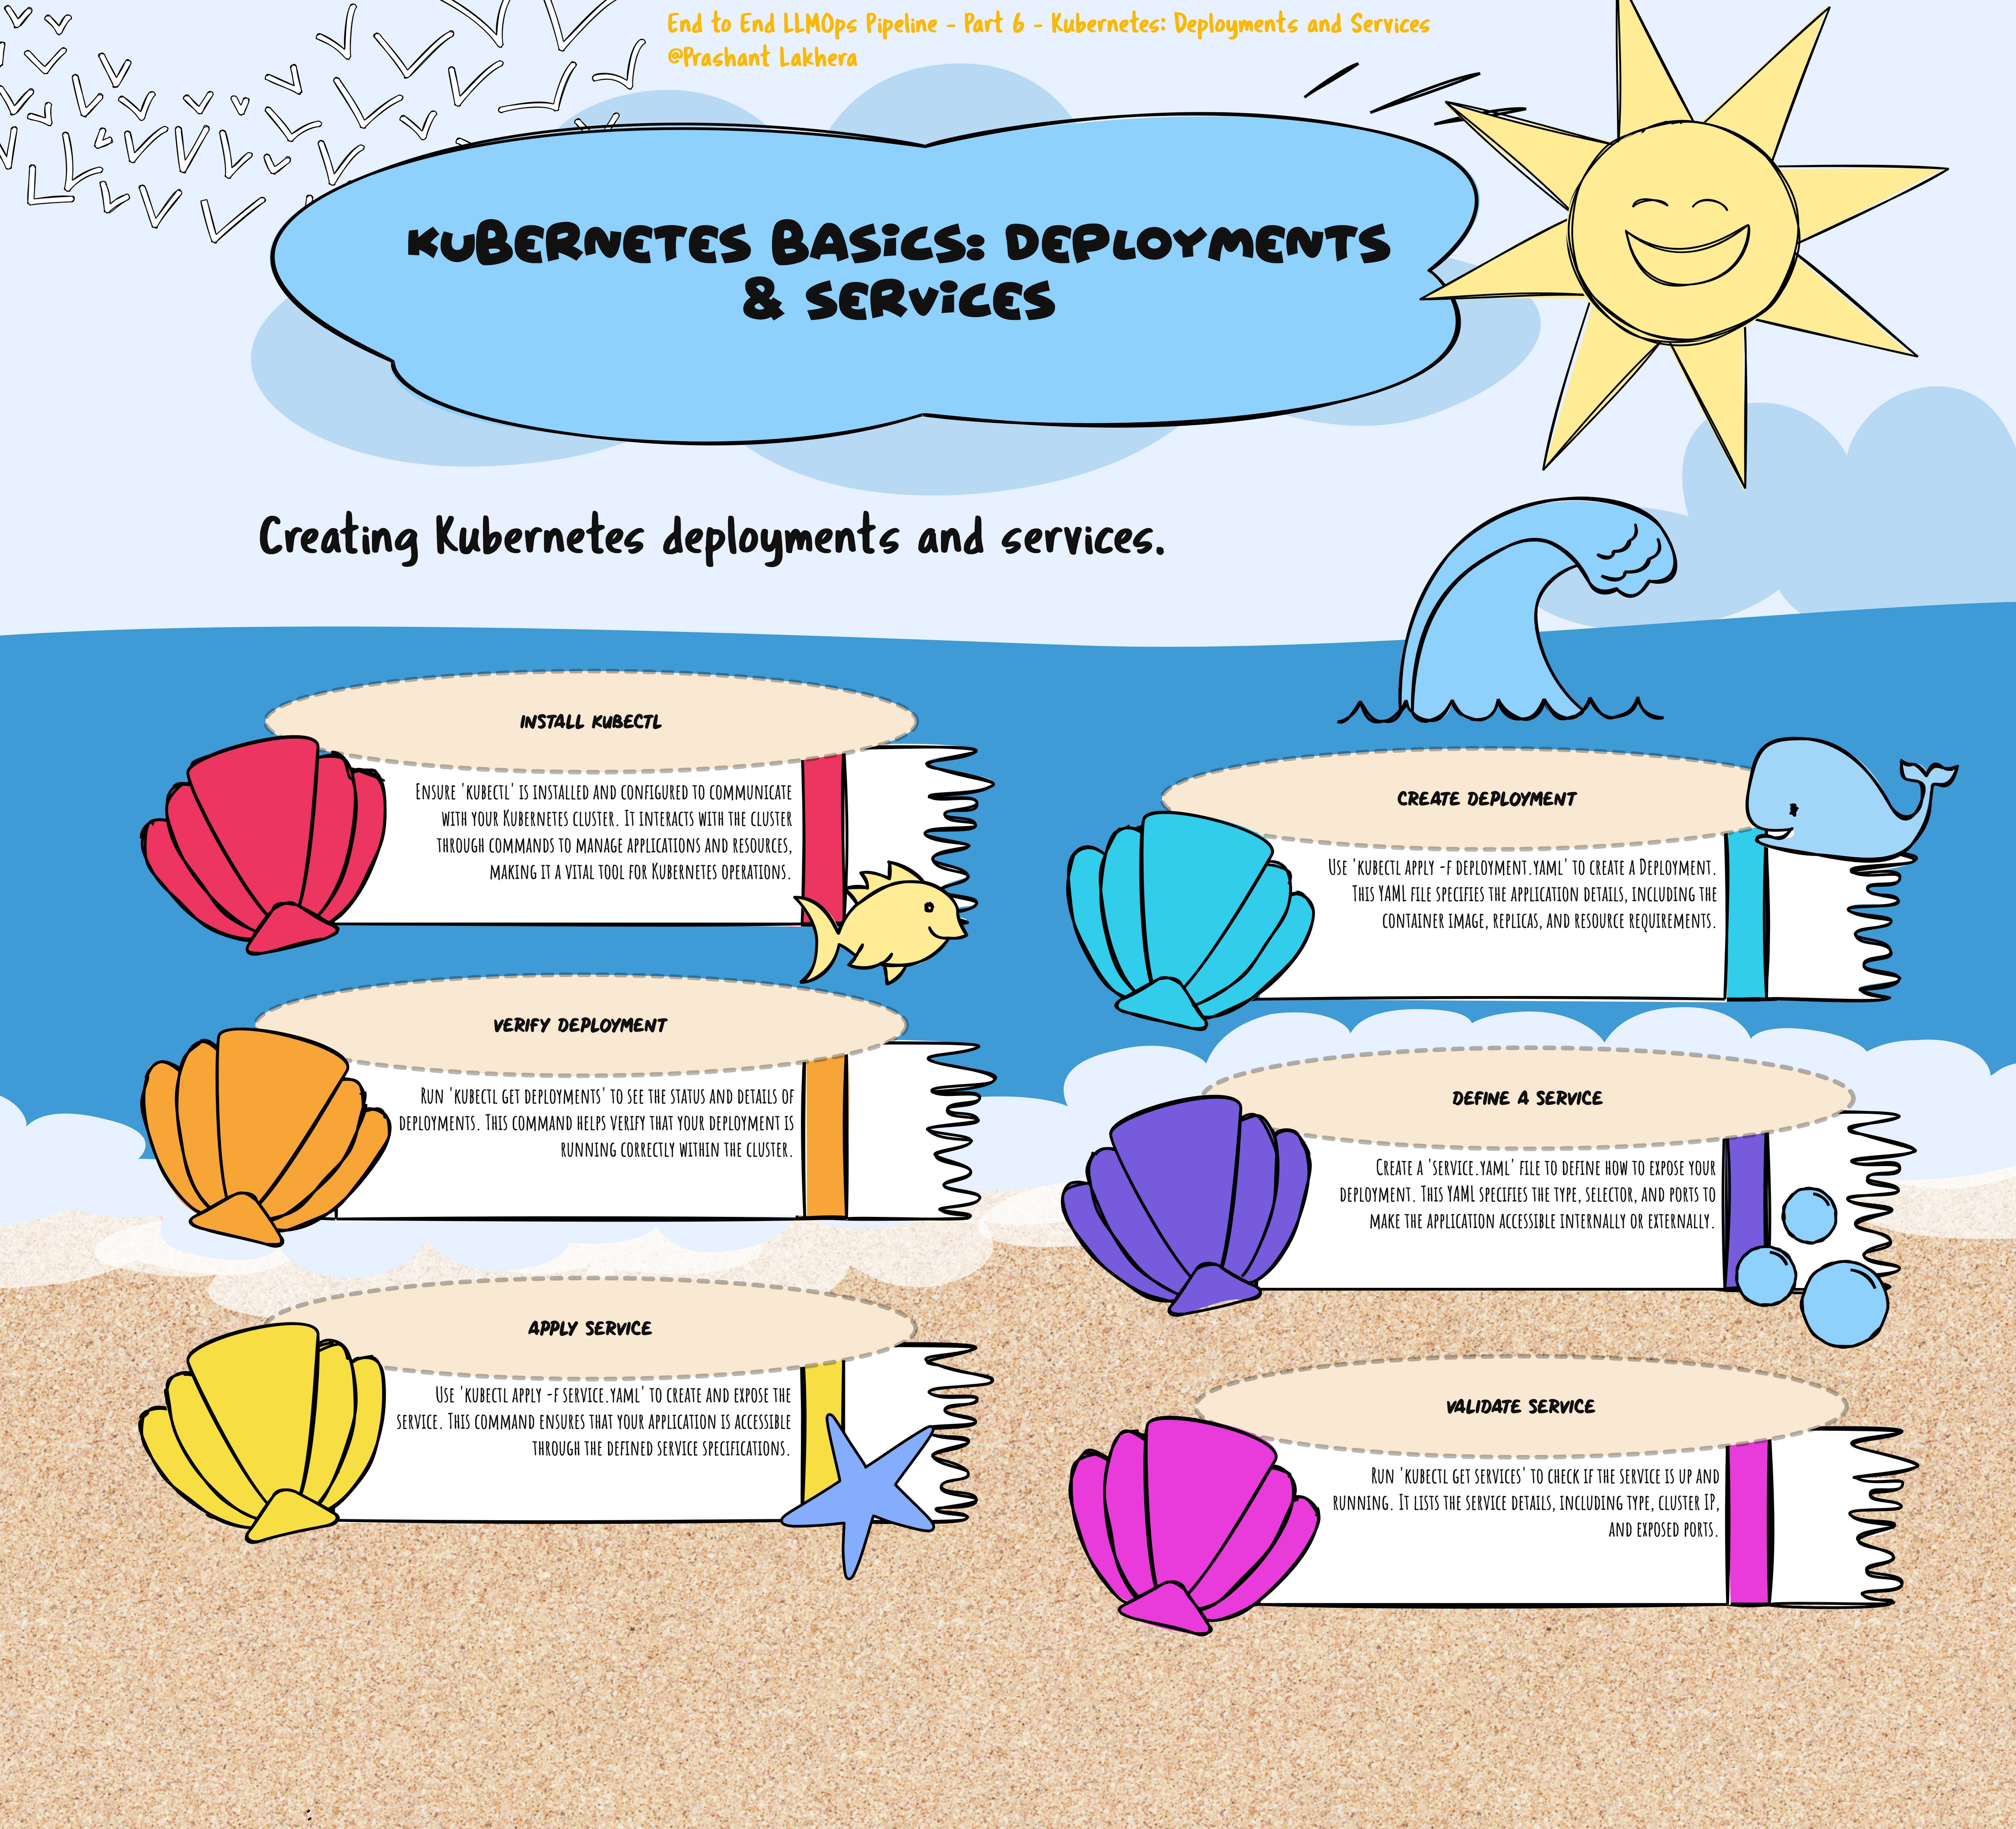 End to End LLMOps Pipeline - Part 6 - Kubernetes: Deployments and Services
@Prashant Lakhera
KUBERNETES BASICS: DEPLOYMENTS
& SERVICES
Creating Kubernetes deployments and services.
INSTALL KUBECTL
Ensure 'kubectl' is installed and configured to communicate
with your Kubernetes cluster. It interacts with the cluster
through commands to manage applications and resources,
making it a vital tool for Kubernetes operations.
CREATE DEPLOYMENT
Use 'kubectl apply -f deployment.yaml' to create a Deployment.
This YAML file specifies the application details, including the
container image, replicas, and resource requirements.
VERIFY DEPLOYMENT
Run 'kubectl get deployments' to see the status and details of
deployments. This command helps verify that your deployment is
running correctly within the cluster.
DEFINE A SERVICE
Create a 'service.yaml' file to define how to expose your
deployment. This YAML specifies the type, selector, and ports to
make the application accessible internally or externally.
APPLY SERVICE
Use 'kubectl apply -f service.yaml' to create and expose the
service. This command ensures that your application is accessible
through the defined service specifications.
VALIDATE SERVICE
Run 'kubectl get services' to check if the service is up and
running. It lists the service details, including type, cluster IP,
and exposed ports.